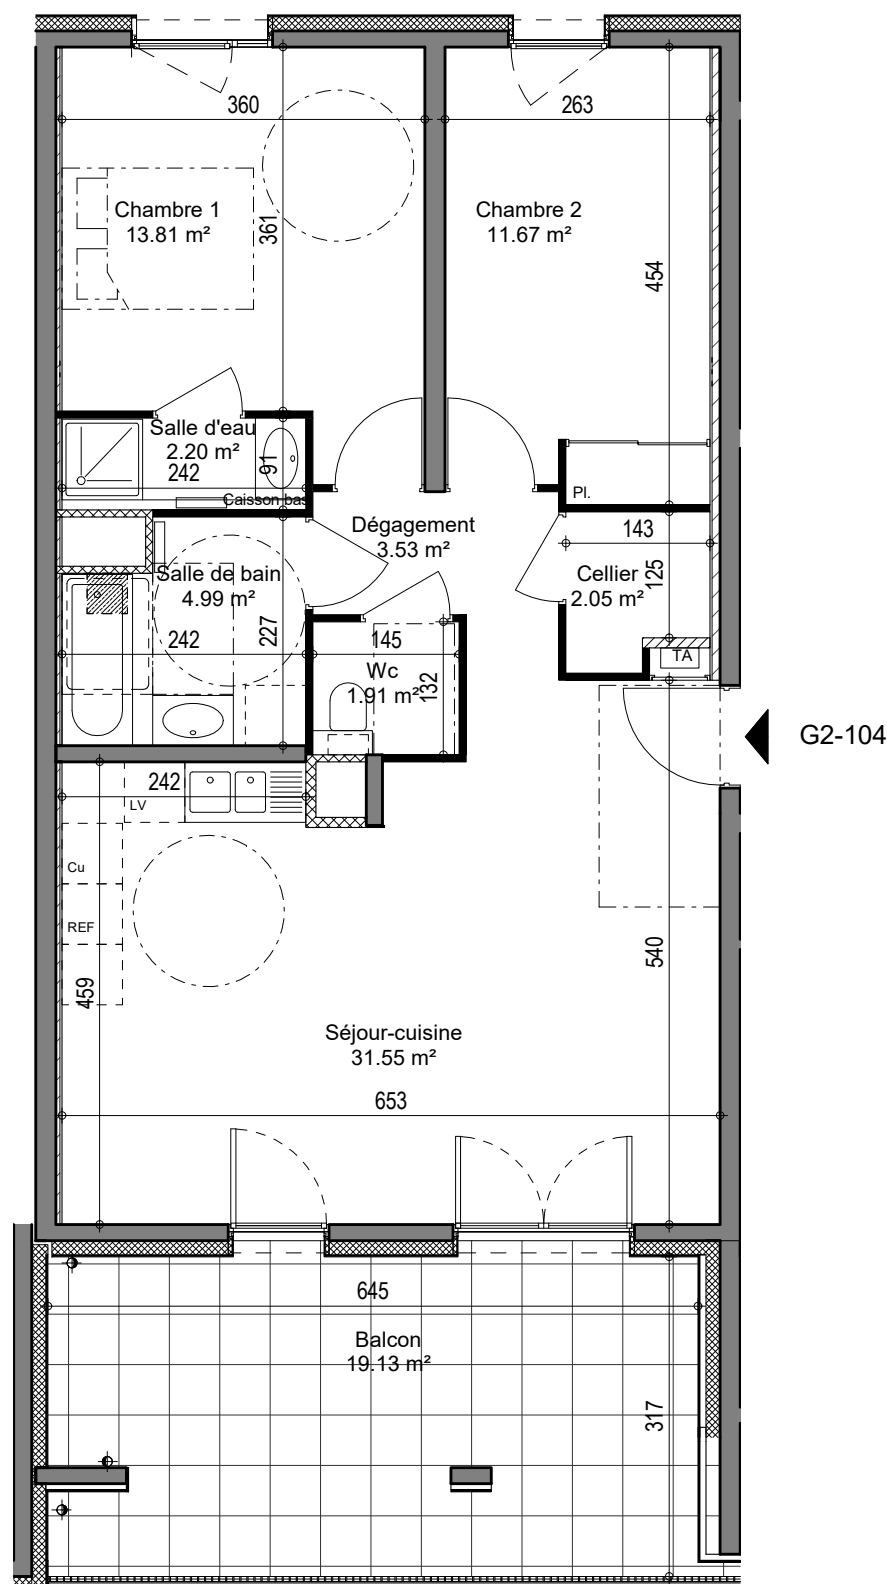 360
263
Chambre 1
13.81 m²
361
Chambre 2
11.67 m²
454
Salle d'eau
2.20 m²
242
91
Caisson bas
Pl.
Dégagement
3.53 m²
143
125
Cellier
2.05 m²
Salle de bain
4.99 m²
242
227
145
Wc
1.91 m²
132
TA
G2-104
242
LV
Cu
REF
459
540
Séjour-cuisine
31.55 m²
653
645
Balcon
19.13 m²
317